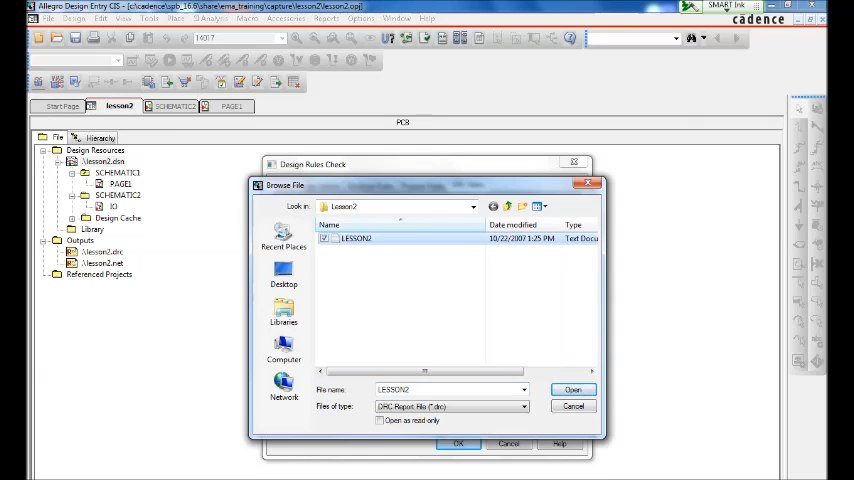 Allegro Design Entry CIS - [c:\cadence\spb_16.6\share\ema_training\capture\lesson2\lesson2.opj]
SMART Ink
File Design Edit View Tools Place SI Analysis Macro Accessories Reports Options Window Help
cādence
14017
U?
Start Page lesson2 SCHEMATIC2 PAGE1
PCB
File Hierarchy
Design Resources
.\lesson2.dsn
SCHEMATIC1
PAGE1
SCHEMATIC2
IO
Design Cache
Library
Outputs
.\lesson2.drc
.\lesson2.net
Referenced Projects
Design Rules Check
Browse File
Look in: Lesson2
Name Date modified Type
LESSON2 10/22/2007 1:25 PM Text Docu
Recent Places
Desktop
Libraries
Computer
Network
File name: LESSON2 Open
Files of type: DRC Report File (*.drc) Cancel
Open as read-only
OK Cancel Help